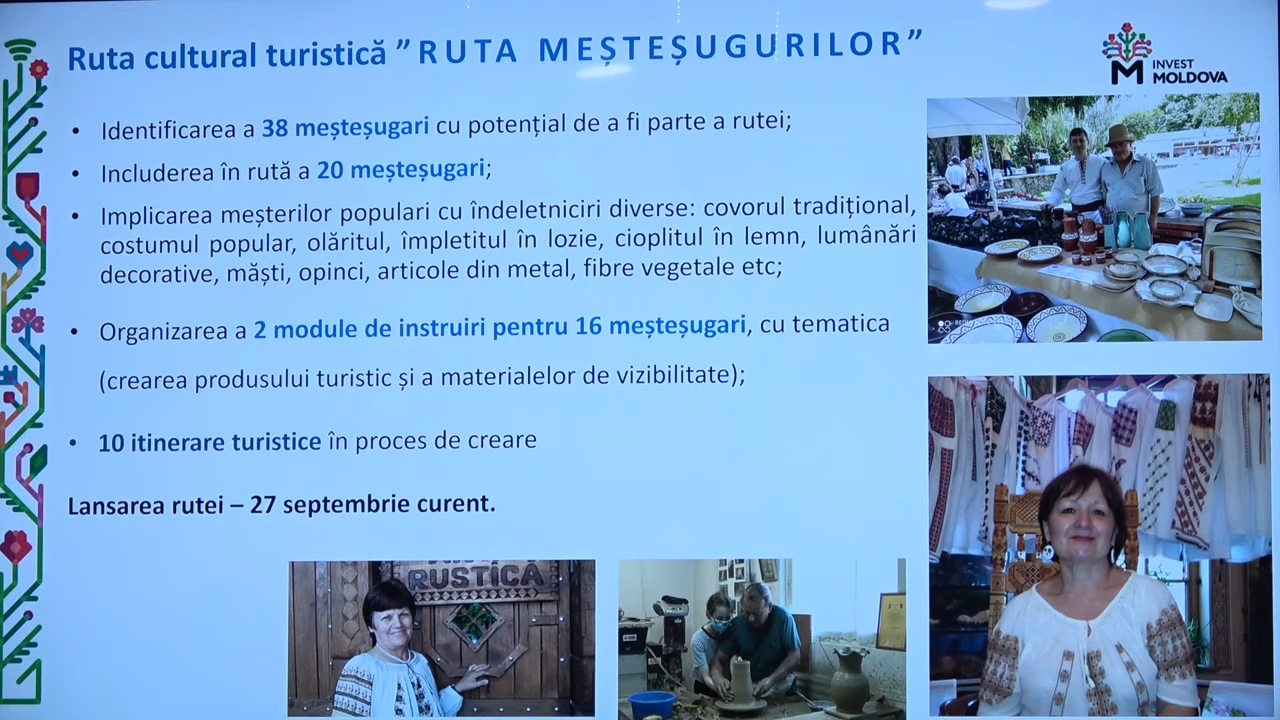 Ruta cultural turistică ”RUTA MEȘTEȘUGURILOR”
INVEST
MOLDOVA
• Identificarea a 38 meșteșugari cu potențial de a fi parte a rutei;
• Includerea în rută a 20 meșteșugari;
• Implicarea meșterilor populari cu îndeletniciri diverse: covorul tradițional,
costumul popular, olăritul, împletitul în lozie, cioplitul în lemn, lumânări
decorative, măști, opinci, articole din metal, fibre vegetale etc;
• Organizarea a 2 module de instruiri pentru 16 meșteșugari, cu tematica
(crearea produsului turistic și a materialelor de vizibilitate);
• 10 itinerare turistice în proces de creare
Lansarea rutei – 27 septembrie curent.
RUSTICA